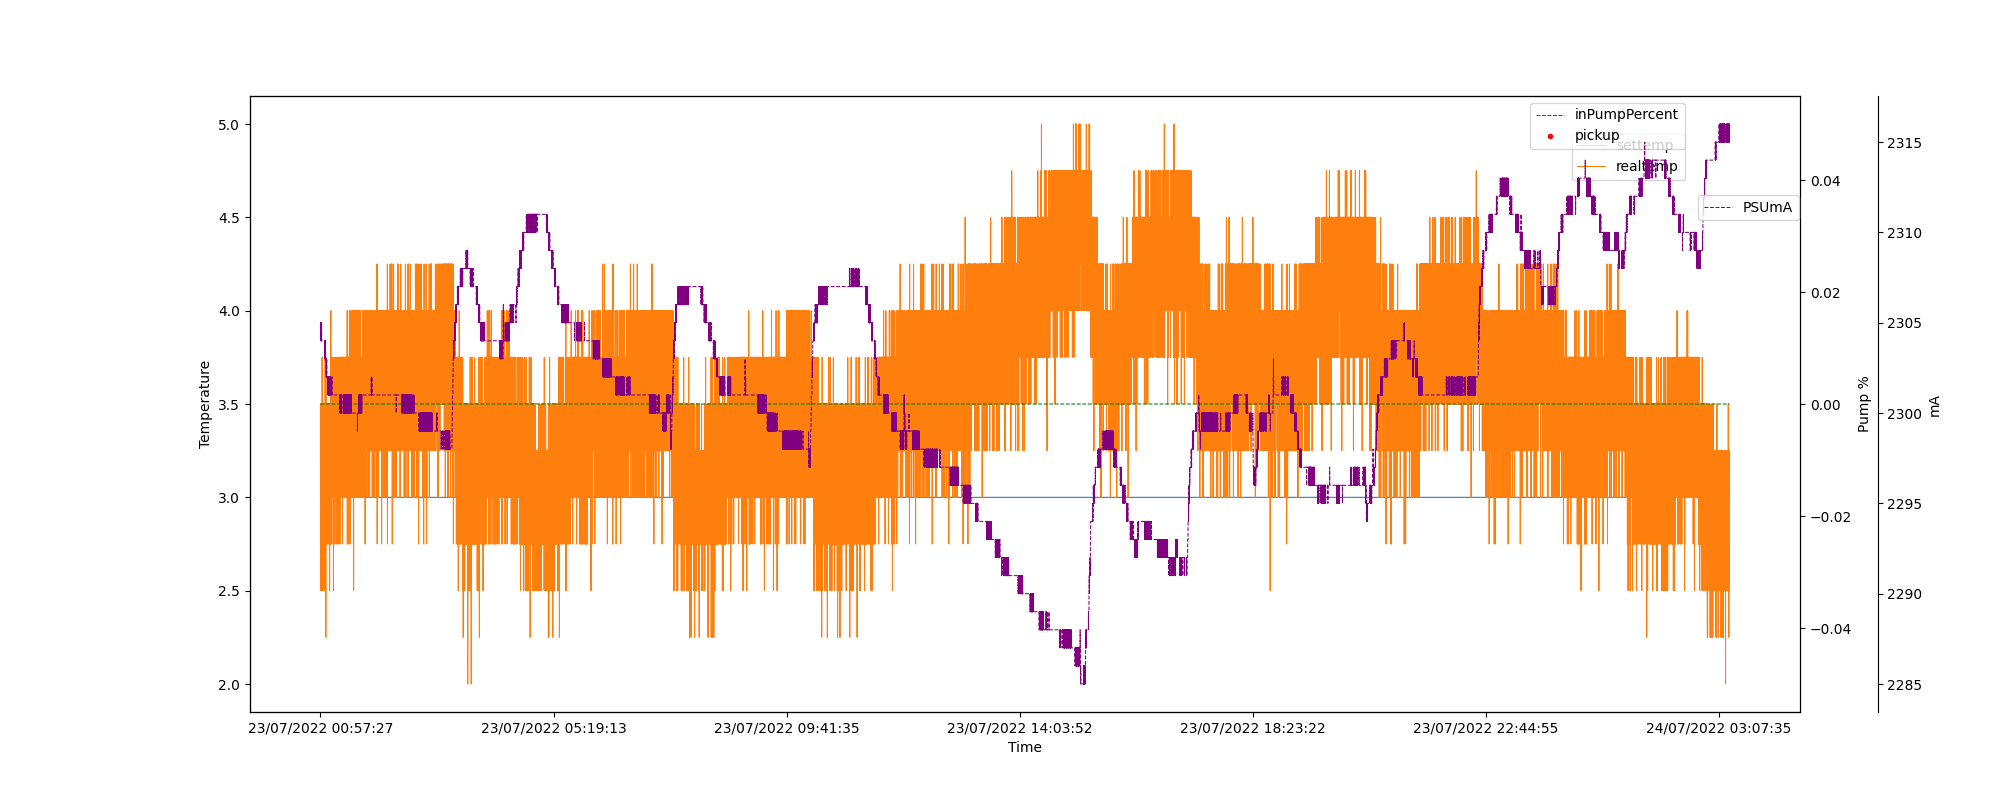 inPumpPercent
pickup
settemp
realtemp
PSUmA
5.0
4.5
4.0
3.5
3.0
2.5
2.0
Temperature
0.04
0.02
0.00
−0.02
−0.04
Pump %
2315
2310
2305
2300
2295
2290
2285
mA
23/07/2022 00:57:27
23/07/2022 05:19:13
23/07/2022 09:41:35
23/07/2022 14:03:52
23/07/2022 18:23:22
23/07/2022 22:44:55
24/07/2022 03:07:35
Time